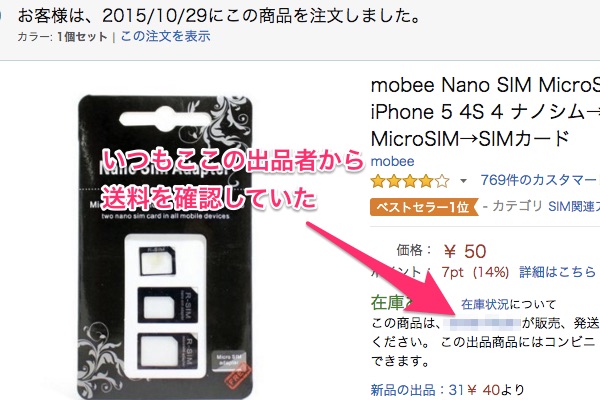 お客様は、2015/10/29にこの商品を注文しました。
カラー: 1個セット | この注文を表示
mobee Nano SIM MicroS
iPhone 5 4S 4 ナノシム→
MicroSIM→SIMカード
mobee
769件のカスタマー
ベストセラー1位 - カテゴリ SIM関連ア
価格: ¥ 50
ポイント: 7pt (14%) 詳細はこちら
在庫 在庫状況について
この商品は、 が販売、発送
ください。 この出品商品にはコンビニ
できます。
新品の出品:31¥ 40より
いつもここの出品者から
送料を確認していた
Nano SIM Adapter
two nano sim card in all mobile devices
R-SIM
R-SIM
R-SIM
Micro SIM
adapter
FREE